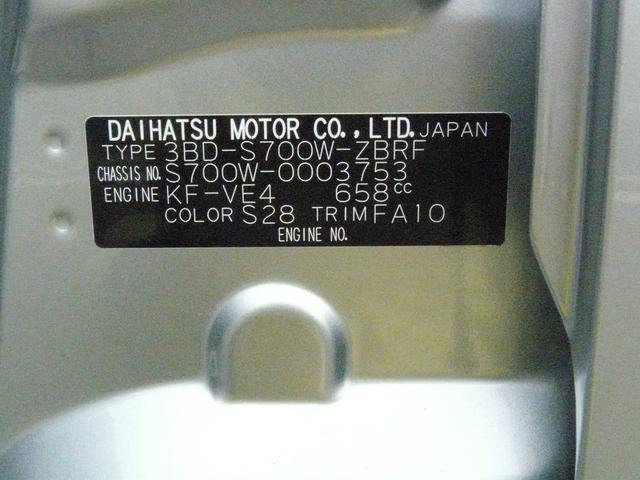 DAIHATSU MOTOR CO.,LTD. JAPAN
TYPE 3BD-S700W-ZBRF
CHASSIS NO. S700W-0003753
ENGINE KF-VE4 658cc
COLOR S28 TRIM FA10
ENGINE NO.